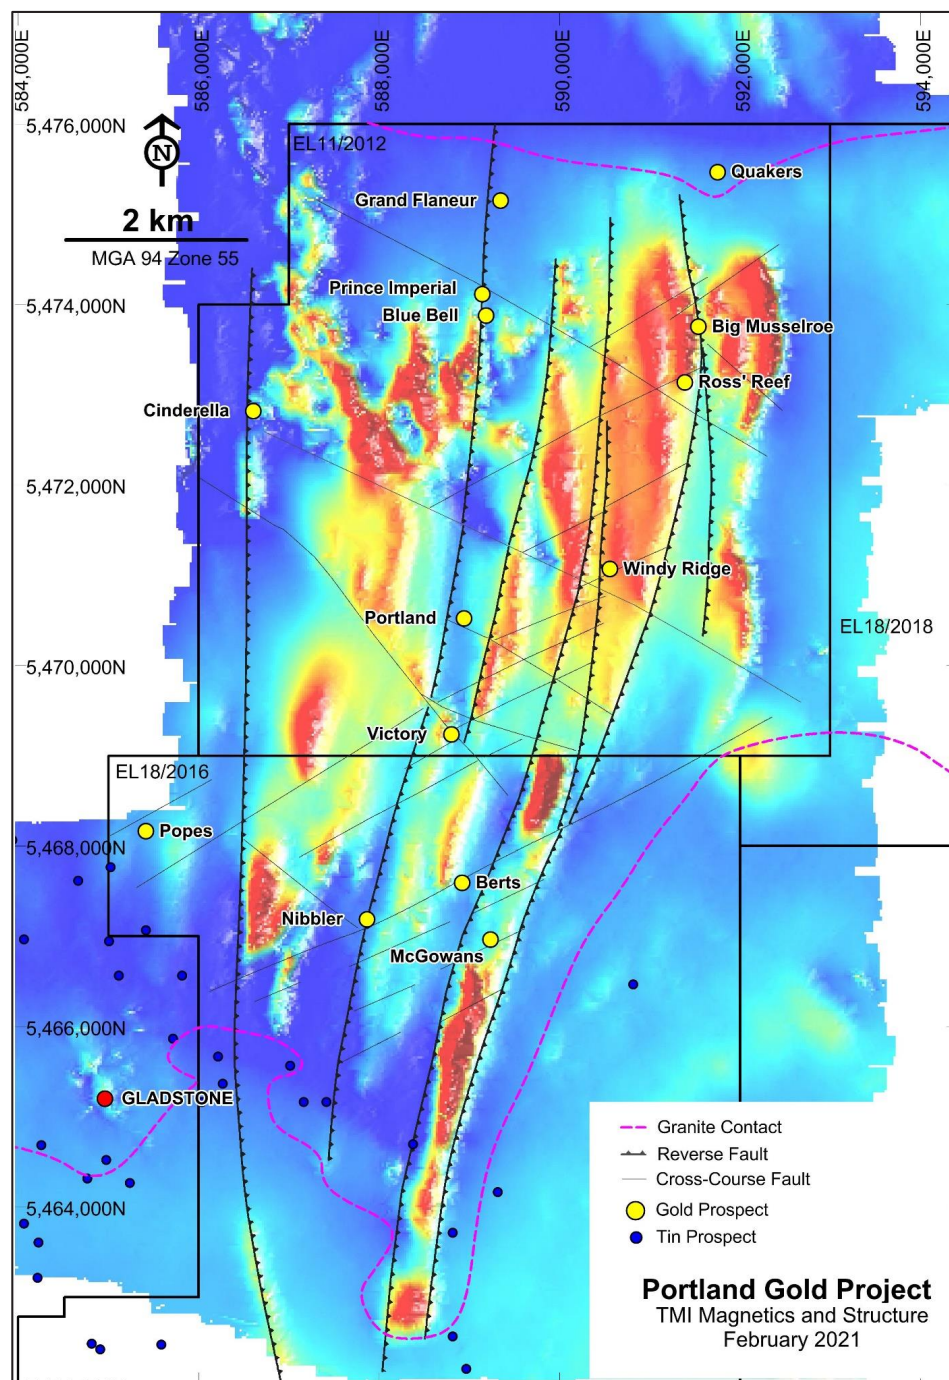 584,000E
586,000E
588,000E
590,000E
592,000E
594,000E
5,476,000N
EL11/2012
N
Quakers
Grand Flaneur
2 km
MGA 94 Zone 55
Prince Imperial
5,474,000N
Blue Bell
Big Musselroe
Ross' Reef
Cinderella
5,472,000N
Windy Ridge
Portland
EL18/2018
5,470,000N
Victory
EL18/2016
Popes
5,468,000N
Berts
Nibbler
McGowans
5,466,000N
GLADSTONE
Granite Contact
Reverse Fault
Cross-Course Fault
5,464,000N
Gold Prospect
Tin Prospect
Portland Gold Project
TMI Magnetics and Structure
February 2021